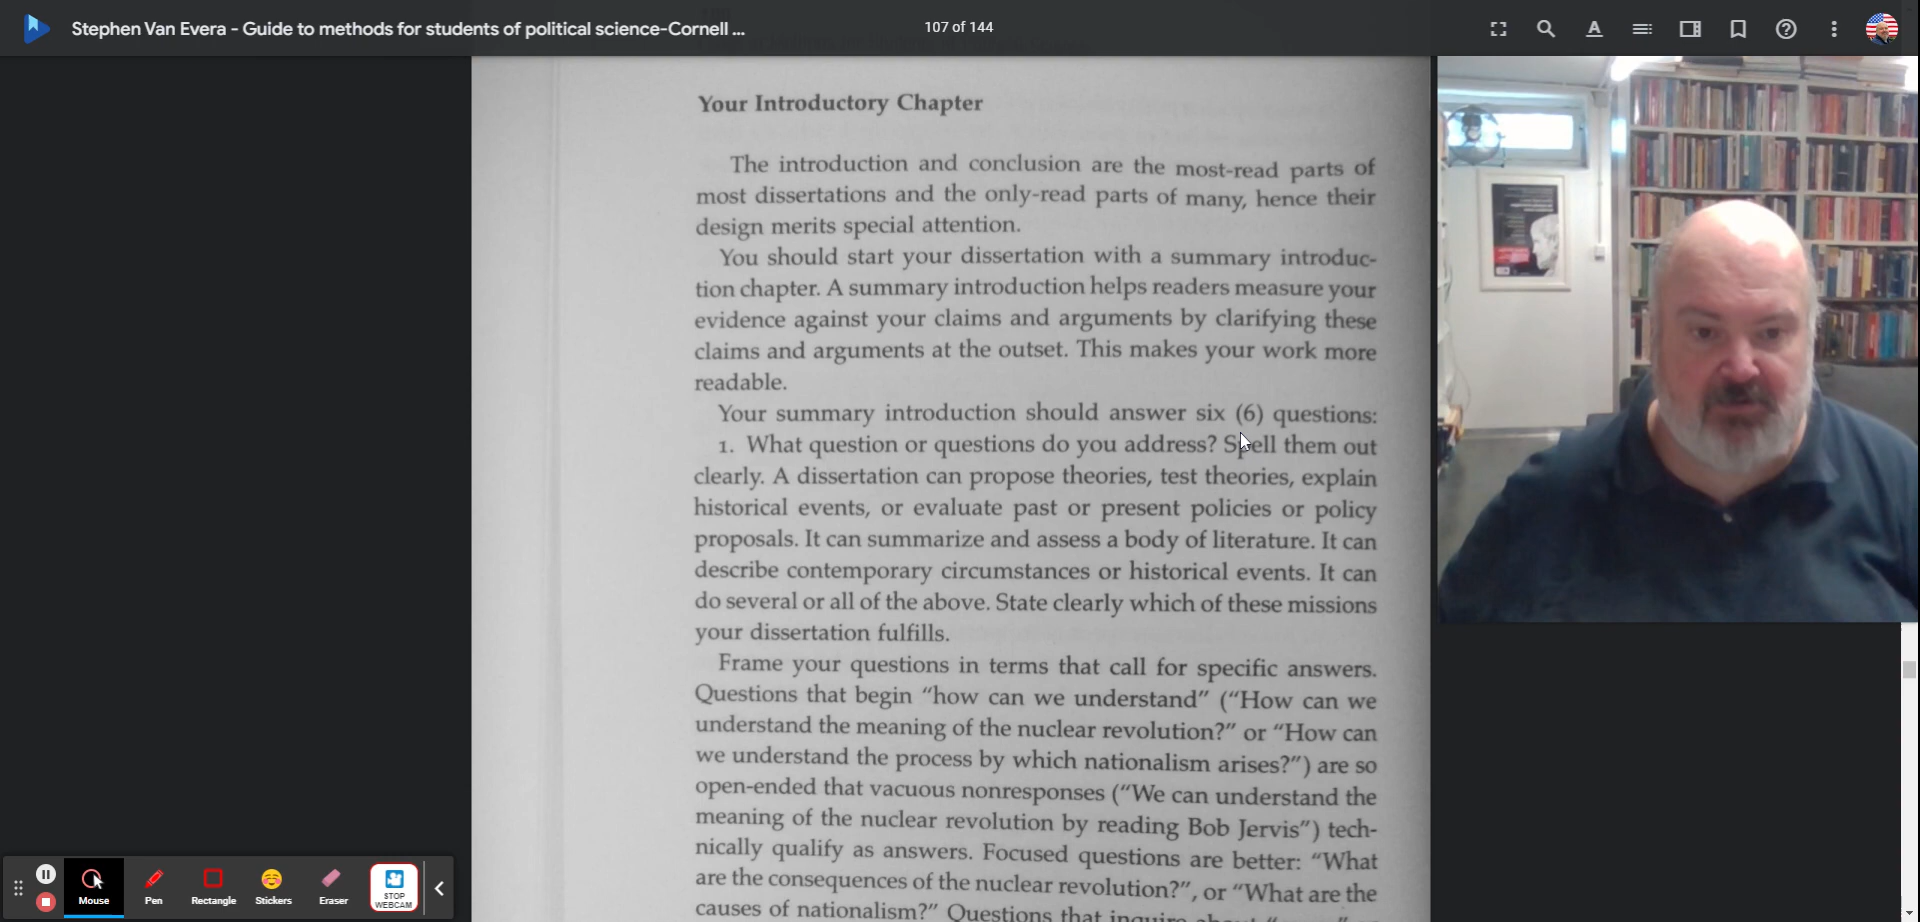 Stephen Van Evera - Guide to methods for students of political science-Cornell ...
107 of 144
Your Introductory Chapter
The introduction and conclusion are the most-read parts of
most dissertations and the only-read parts of many, hence their
design merits special attention.
You should start your dissertation with a summary introduc-
tion chapter. A summary introduction helps readers measure your
evidence against your claims and arguments by clarifying these
claims and arguments at the outset. This makes your work more
readable.
Your summary introduction should answer six (6) questions:
1. What question or questions do you address? Spell them out
clearly. A dissertation can propose theories, test theories, explain
historical events, or evaluate past or present policies or policy
proposals. It can summarize and assess a body of literature. It can
describe contemporary circumstances or historical events. It can
do several or all of the above. State clearly which of these missions
your dissertation fulfills.
Frame your questions in terms that call for specific answers.
Questions that begin “how can we understand” (“How can we
understand the meaning of the nuclear revolution?” or “How can
we understand the process by which nationalism arises?”) are so
open-ended that vacuous nonresponses (“We can understand the
meaning of the nuclear revolution by reading Bob Jervis”) tech-
nically qualify as answers. Focused questions are better: “What
are the consequences of the nuclear revolution?”, or “What are the
causes of nationalism?” Questions that inquire about
Mouse
Pen
Rectangle
Stickers
Eraser
STOP
WEBCAM